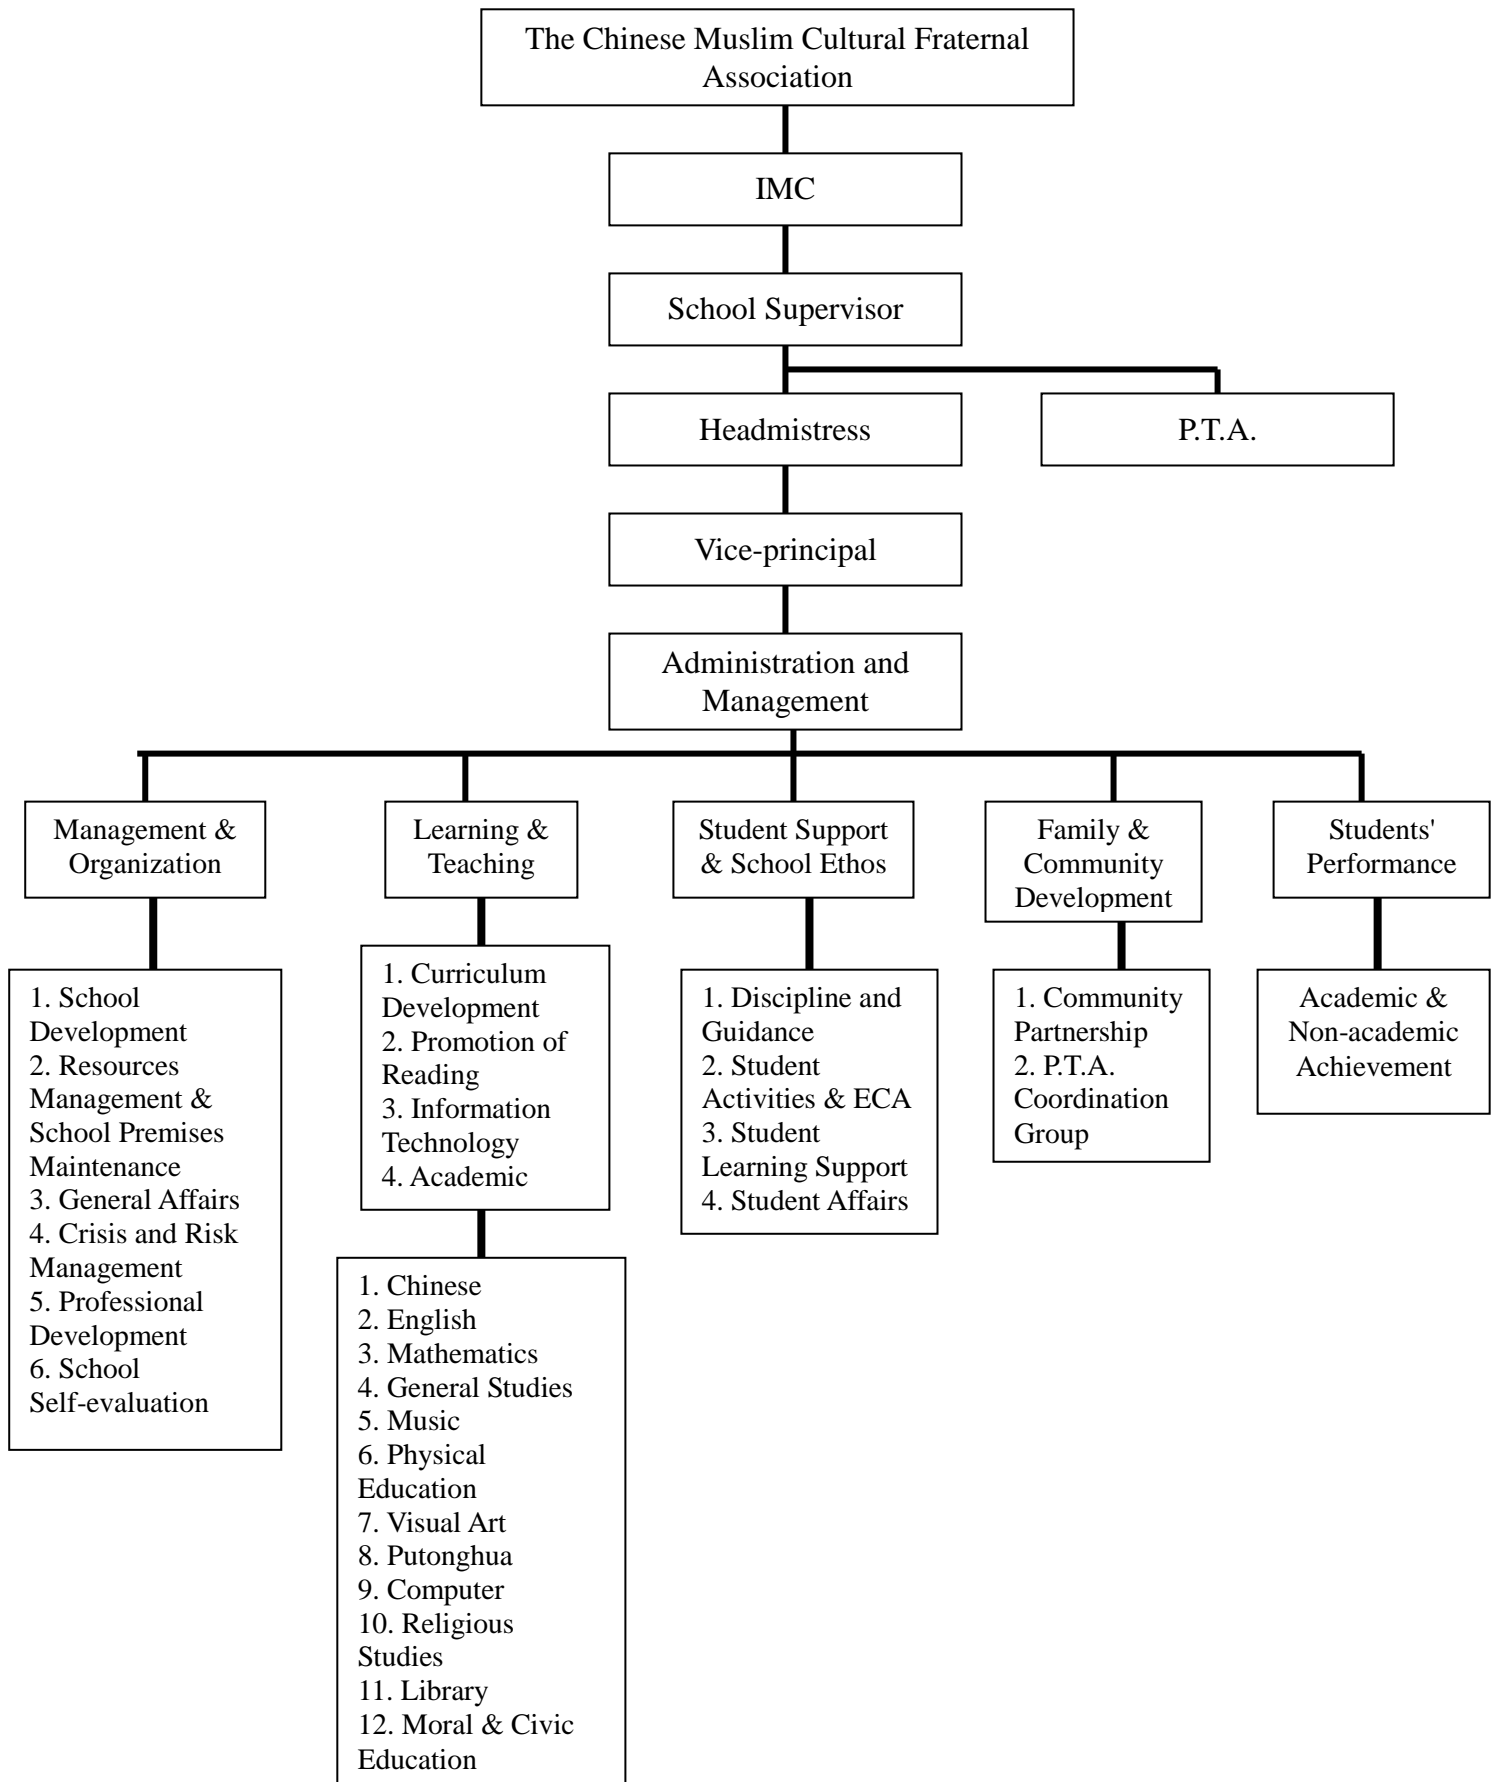 The Chinese Muslim Cultural Fraternal
Association
IMC
School Supervisor
Headmistress
P.T.A.
Vice-principal
Administration and
Management
Management &
Organization
Learning &
Teaching
Student Support
& School Ethos
Family &
Community
Development
Students'
Performance
1. School
Development
2. Resources
Management &
School Premises
Maintenance
3. General Affairs
4. Crisis and Risk
Management
5. Professional
Development
6. School
Self-evaluation
1. Curriculum
Development
2. Promotion of
Reading
3. Information
Technology
4. Academic
1. Chinese
2. English
3. Mathematics
4. General Studies
5. Music
6. Physical
Education
7. Visual Art
8. Putonghua
9. Computer
10. Religious
Studies
11. Library
12. Moral & Civic
Education
1. Discipline and
Guidance
2. Student
Activities & ECA
3. Student
Learning Support
4. Student Affairs
1. Community
Partnership
2. P.T.A.
Coordination
Group
Academic &
Non-academic
Achievement